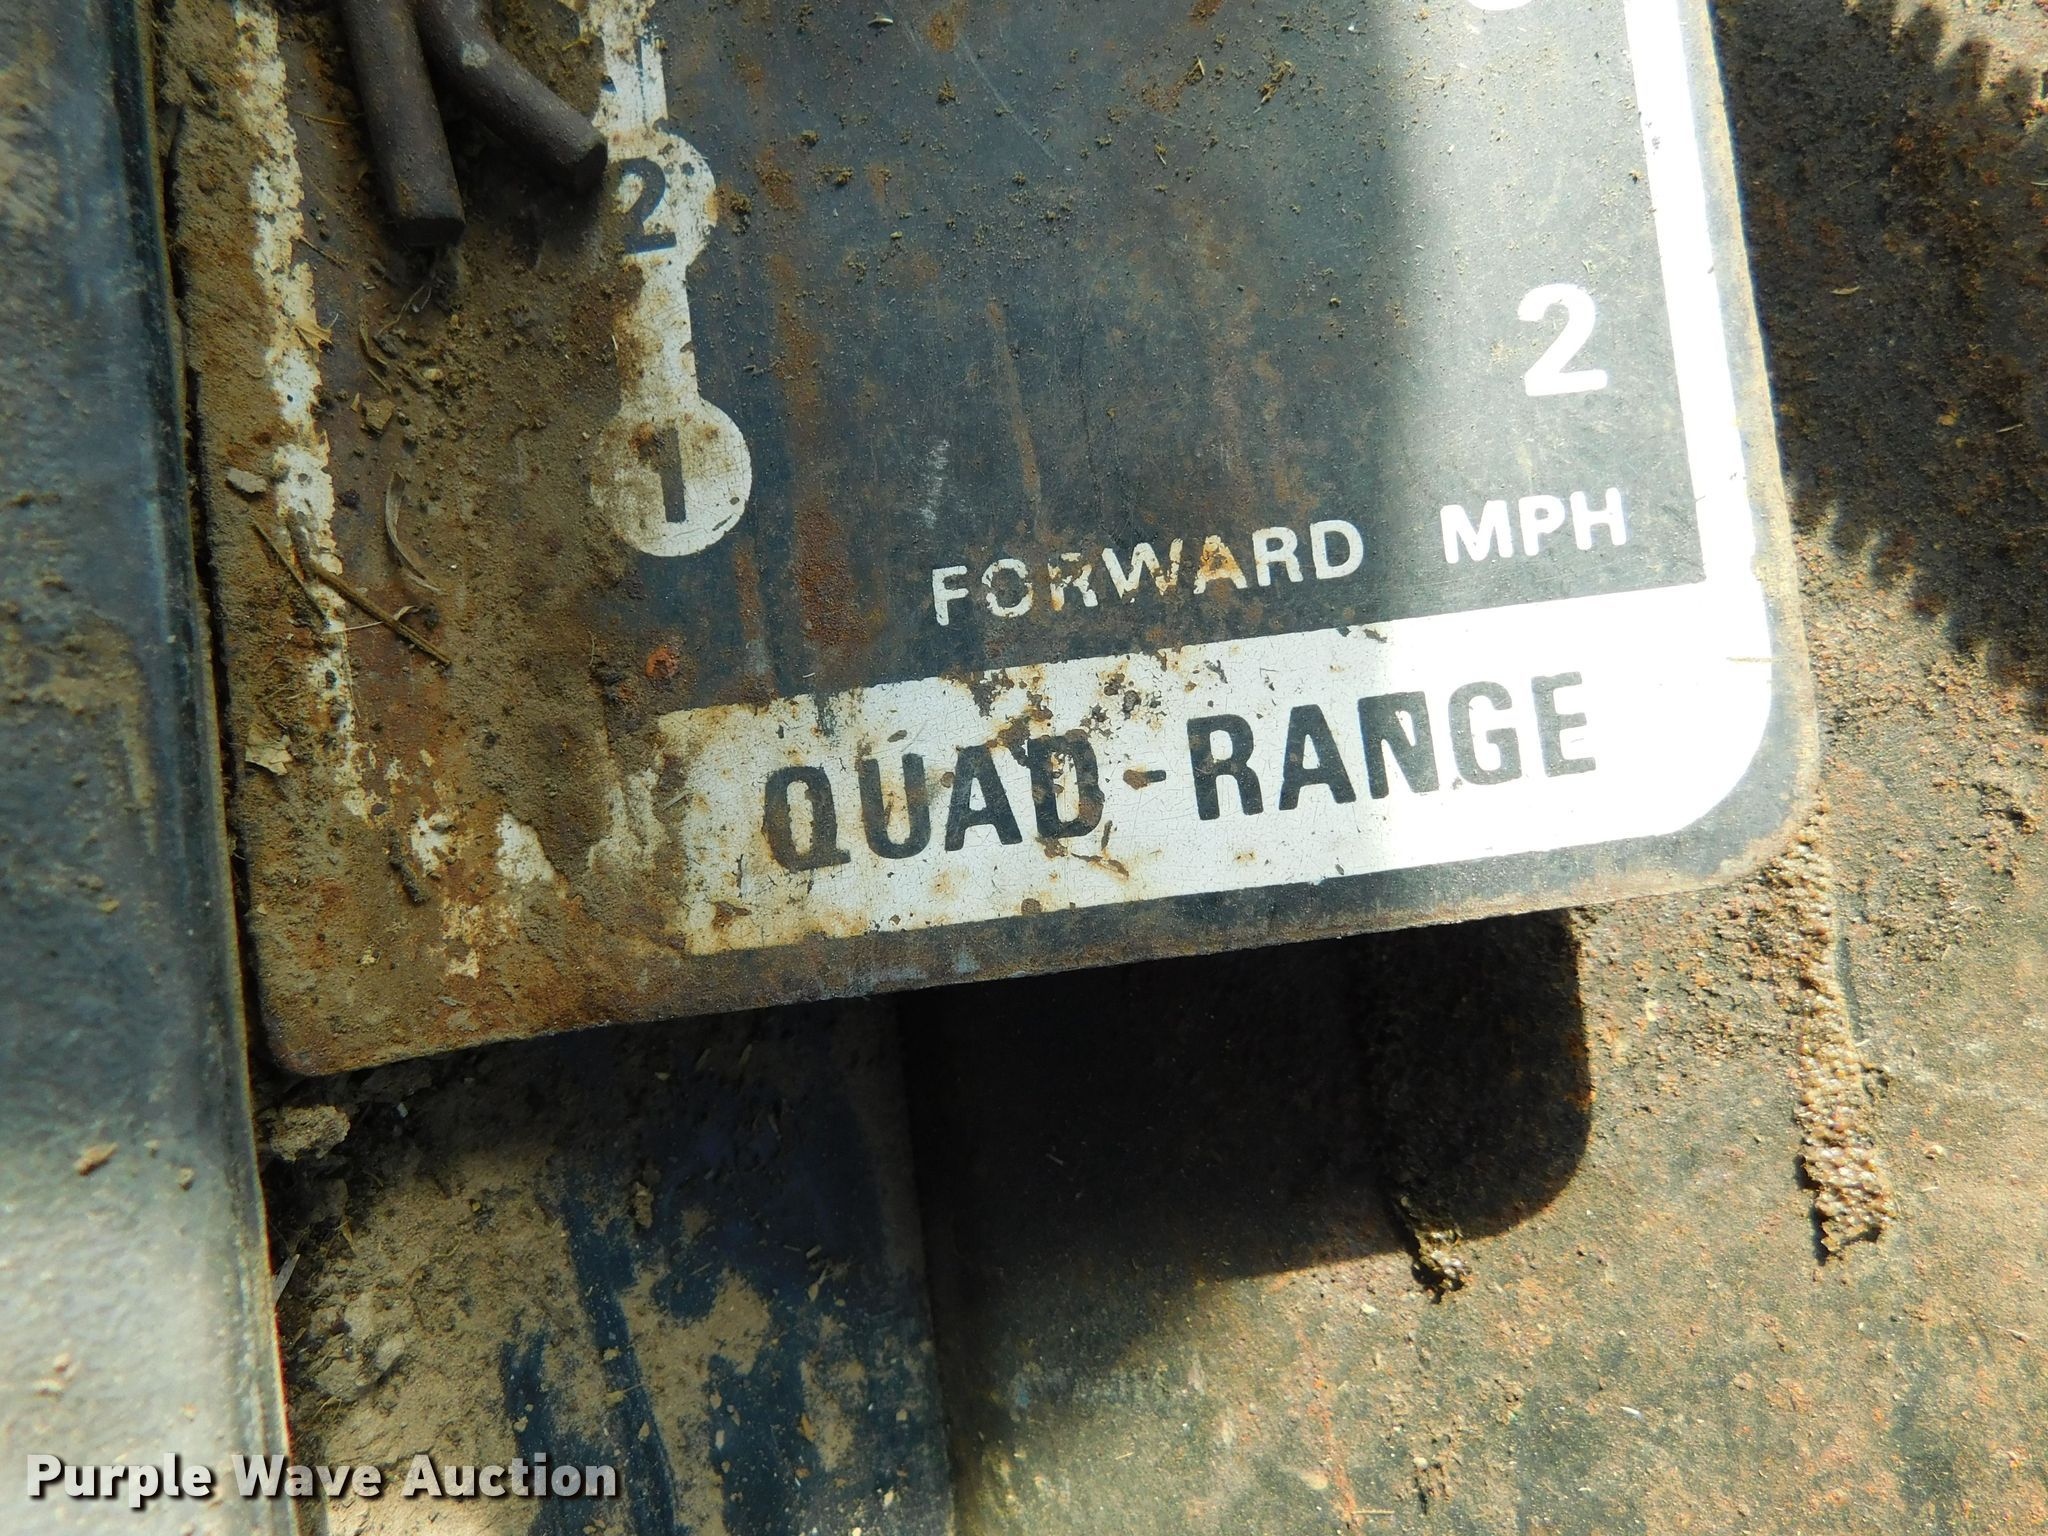 2
2
1
FORWARD MPH
QUAD-RANGE
Purple Wave Auction